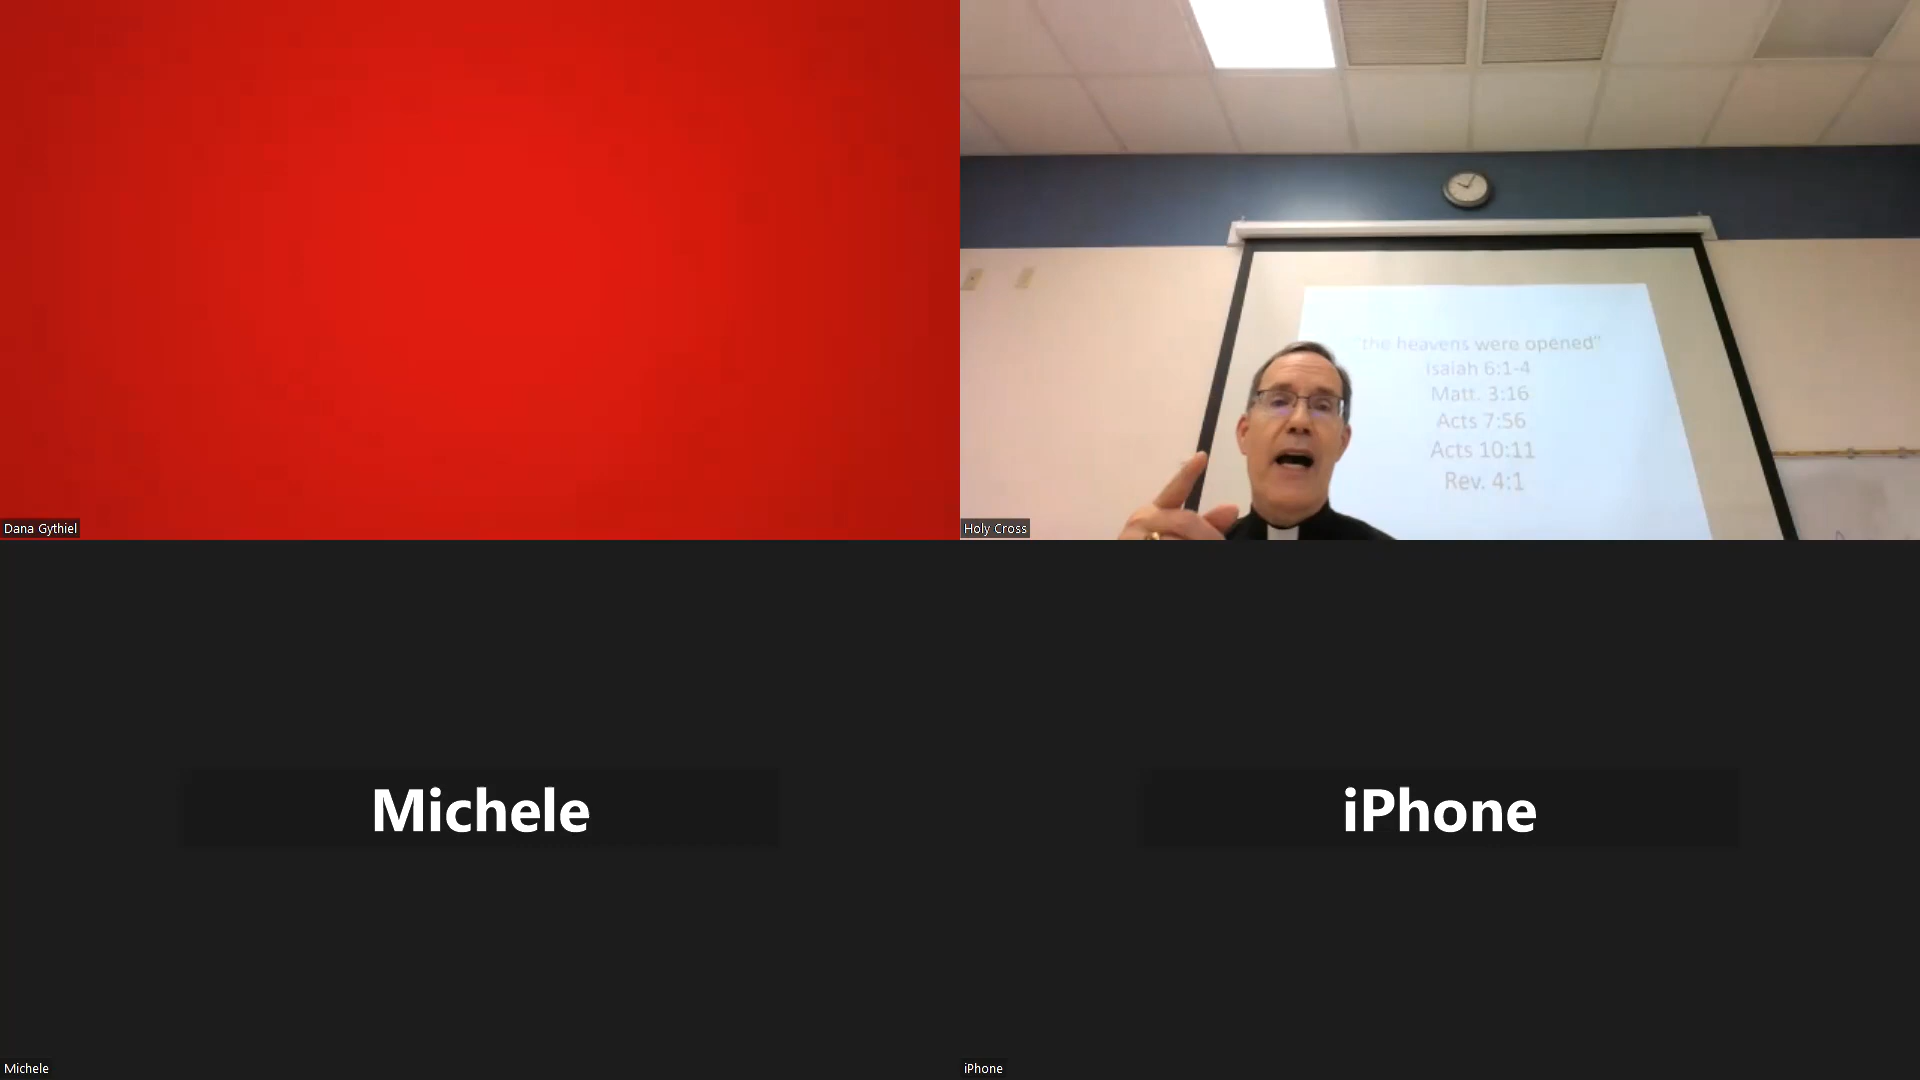 Dana Gythiel
"the heavens were opened"
Isaiah 6:1-4
Matt. 3:16
Acts 7:56
Acts 10:11
Rev. 4:1
Holy Cross
Michele
iPhone
Michele
iPhone